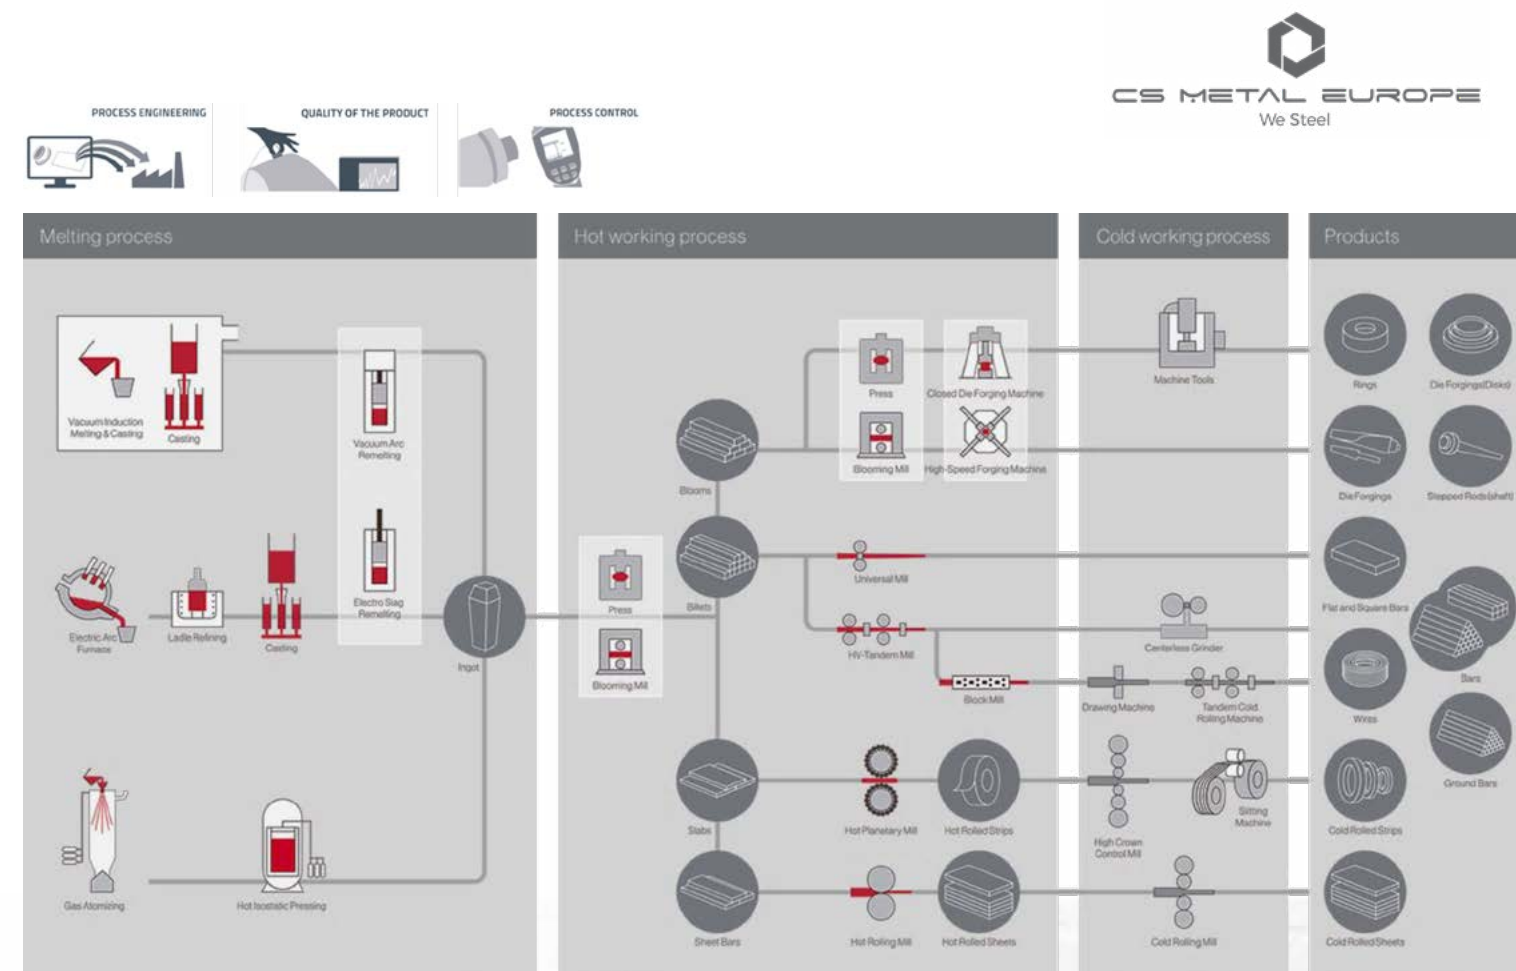 CS METAL EUROPE
We Steel
PROCESS ENGINEERING
QUALITY OF THE PRODUCT
PROCESS CONTROL
Melting process
Hot working process
Cold working process
Products
Vacuum Induction
Melting & Casting
Casting
Vacuum Arc
Remelting
Electric Arc
Furnace
Ladle Refining
Casting
Electro Slag
Remelting
Ingot
Gas Atomizing
Hot Isostatic Pressing
Press
Blooming Mill
Blooms
Billets
Slabs
Sheet Bars
Press
Closed Die Forging Machine
Blooming Mill
High-Speed Forging Machine
Universal Mill
HV-Tandem Mill
Block Mill
Hot Planetary Mill
Hot Rolled Strips
Hot Rolling Mill
Hot Rolled Sheets
Machine Tools
Centerless Grinder
Drawing Machine
Tandem Cold
Rolling Machine
High Crown
Control Mill
Slitting
Machine
Cold Rolling Mill
Rings
Die Forgings(Disks)
Die Forgings
Stepped Rods(shaft)
Flat and Square Bars
Bars
Wires
Ground Bars
Cold Rolled Strips
Cold Rolled Sheets